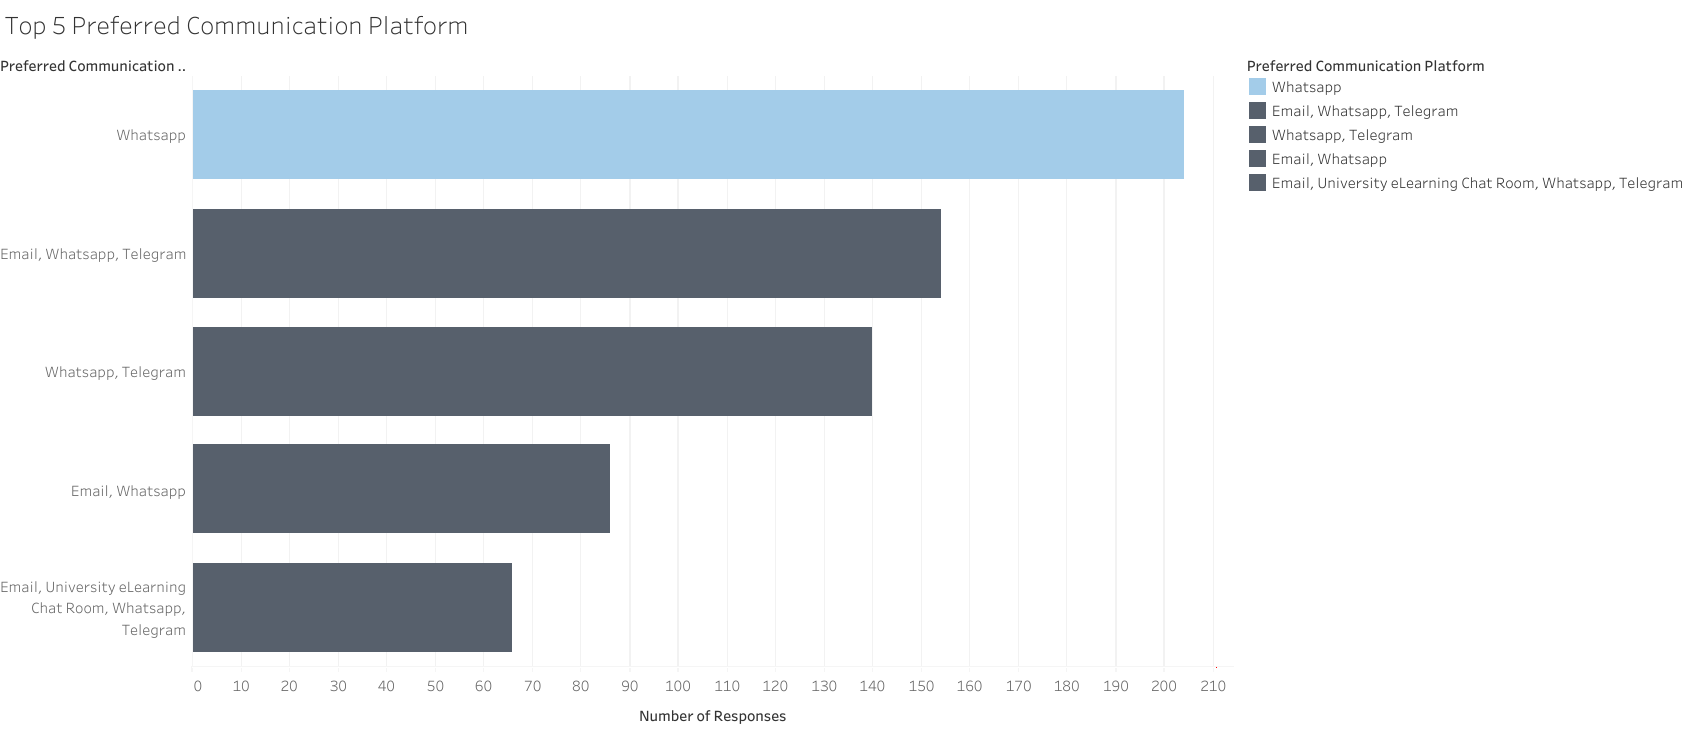 Top 5 Preferred Communication Platform
Preferred Communication ..
Whatsapp
Email, Whatsapp, Telegram
Whatsapp, Telegram
Email, Whatsapp
Email, University eLearning
Chat Room, Whatsapp,
Telegram
0 10 20 30 40 50 60 70 80 90 100 110 120 130 140 150 160 170 180 190 200 210
Number of Responses
Preferred Communication Platform
Whatsapp
Email, Whatsapp, Telegram
Whatsapp, Telegram
Email, Whatsapp
Email, University eLearning Chat Room, Whatsapp, Telegram